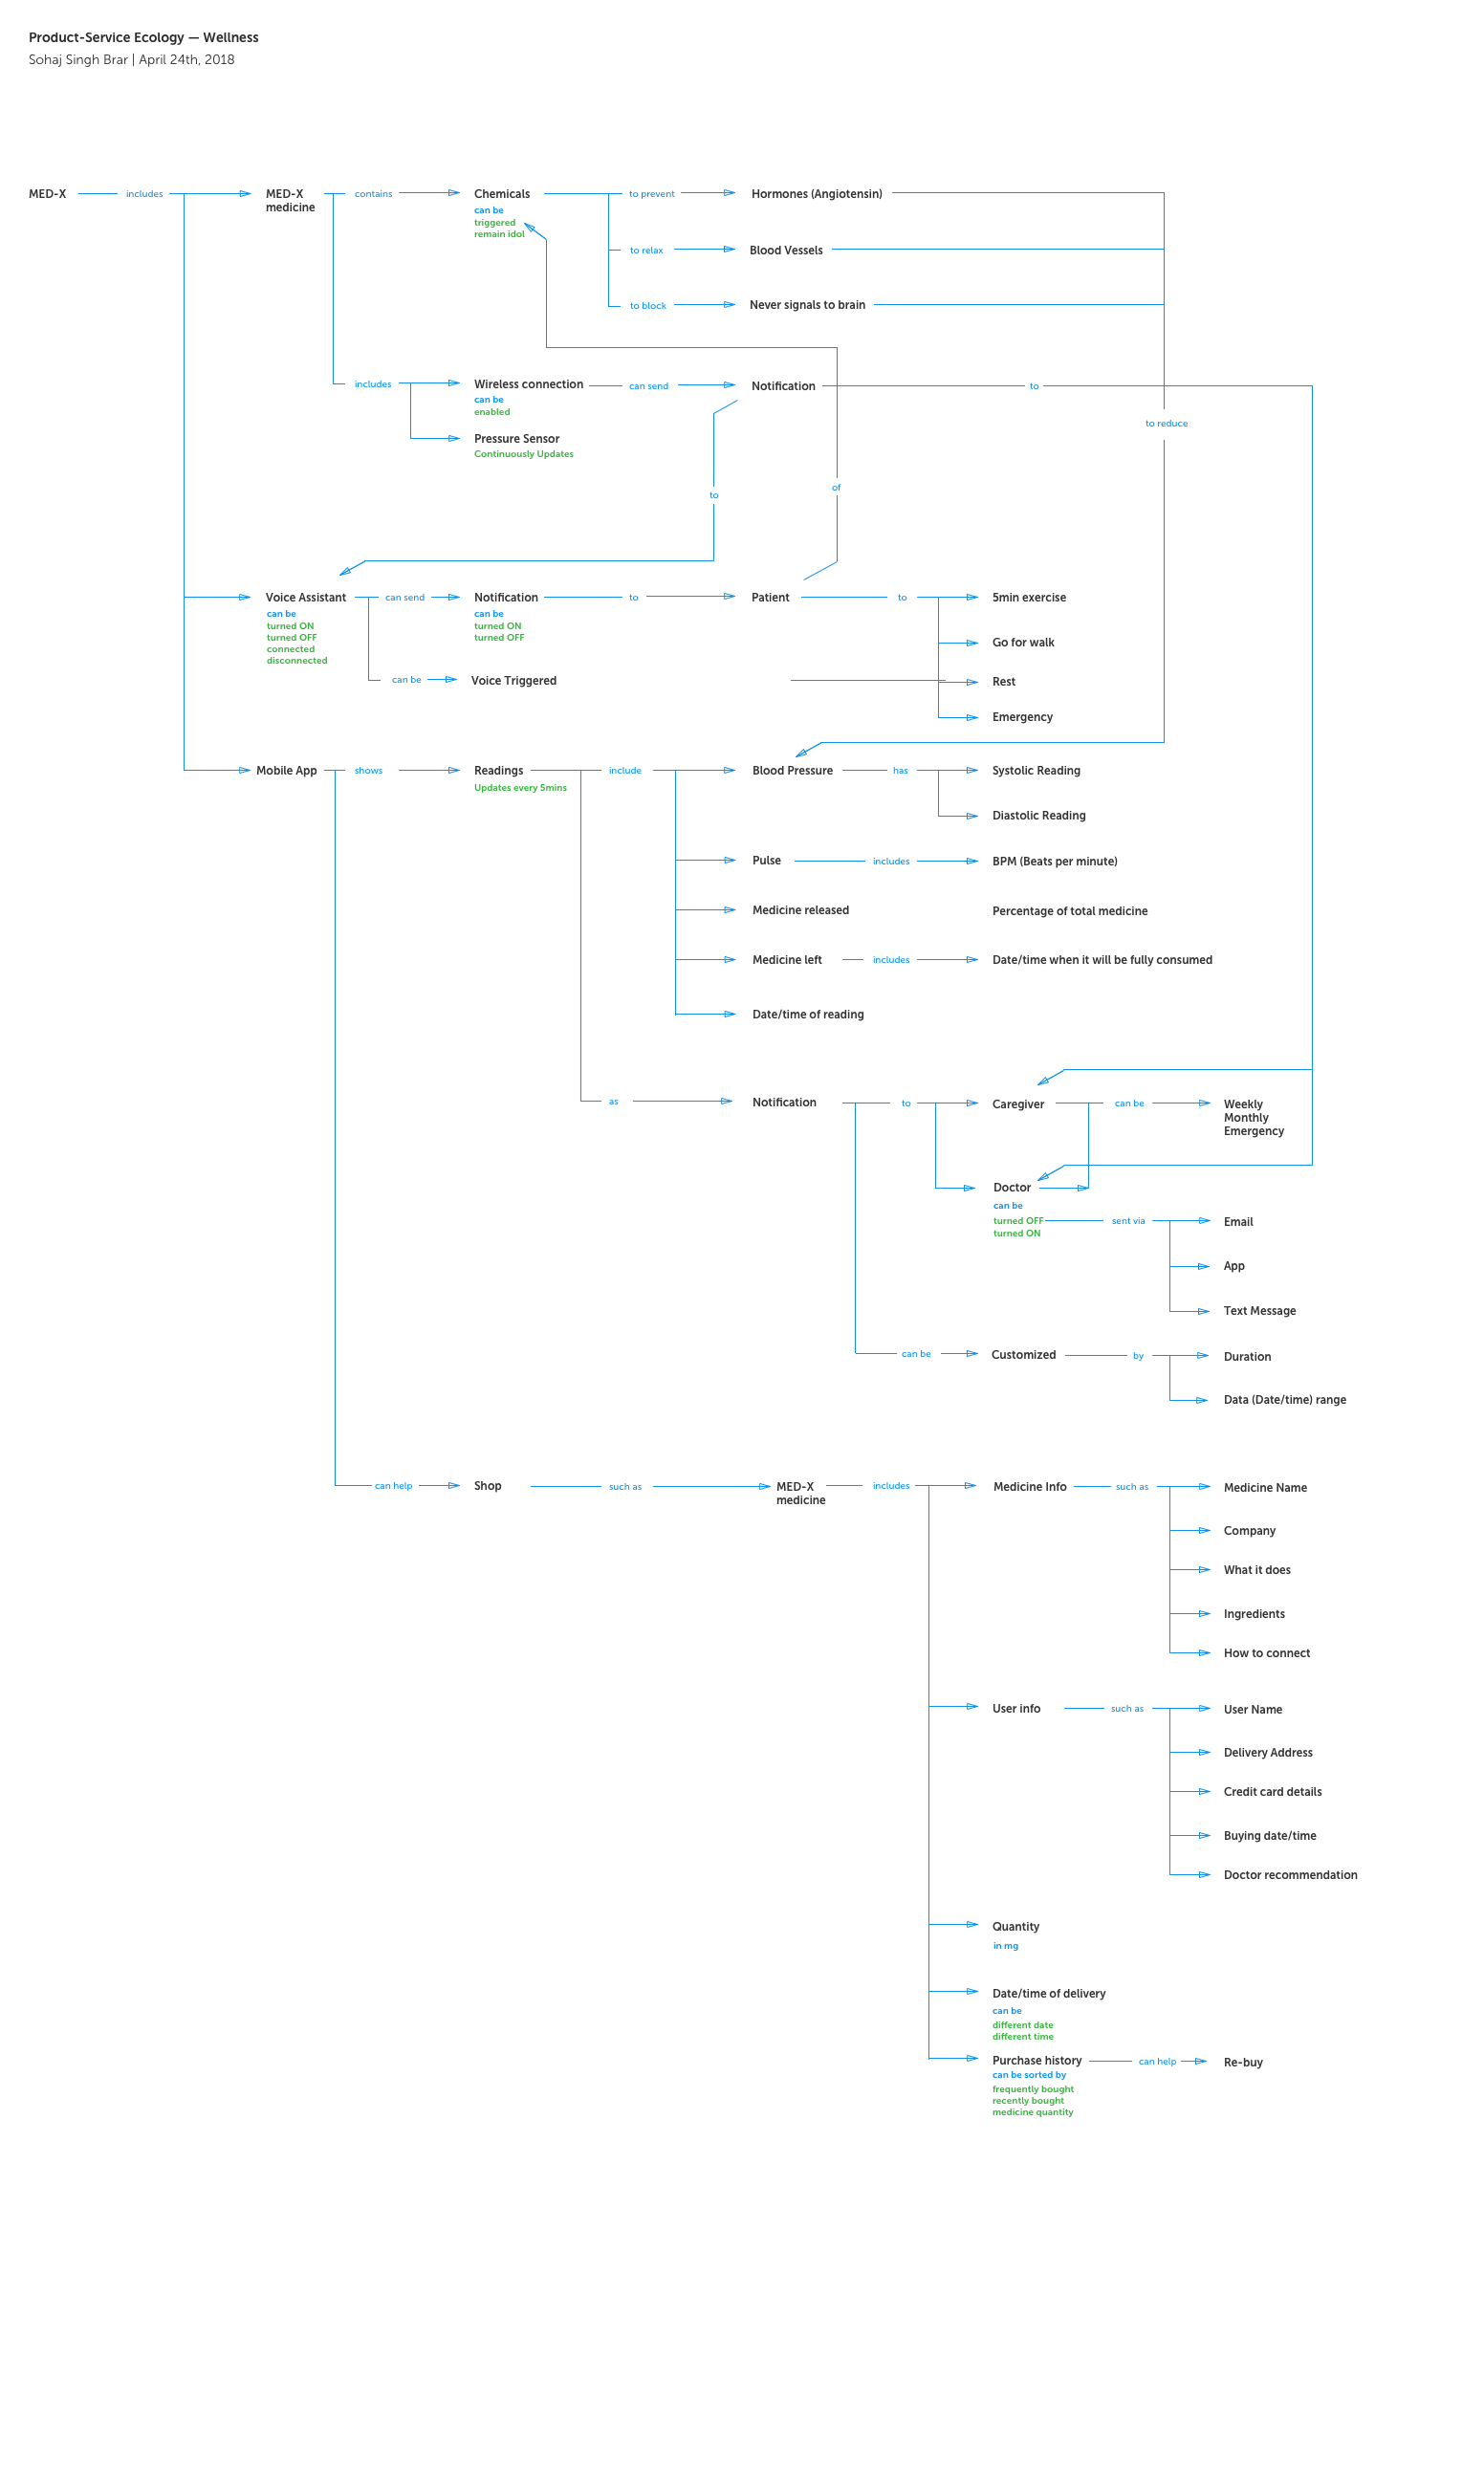 Product-Service Ecology — Wellness
Sohaj Singh Brar | April 24th, 2018
MED-X
includes
MED-X
medicine
contains
Chemicals
can be
triggered
remain idol
to prevent
Hormones (Angiotensin)
to relax
Blood Vessels
to block
Never signals to brain
includes
Wireless connection
can be
enabled
can send
Notification
to
to reduce
Pressure Sensor
Continuously Updates
to
of
Voice Assistant
can be
turned ON
turned OFF
connected
disconnected
can send
Notification
can be
turned ON
turned OFF
to
Patient
to
5min exercise
Go for walk
can be
Voice Triggered
Rest
Emergency
Mobile App
shows
Readings
Updates every 5mins
include
Blood Pressure
has
Systolic Reading
Diastolic Reading
Pulse
includes
BPM (Beats per minute)
Medicine released
Percentage of total medicine
Medicine left
includes
Date/time when it will be fully consumed
Date/time of reading
as
Notification
to
Caregiver
can be
Weekly
Monthly
Emergency
Doctor
can be
turned OFF
turned ON
sent via
Email
App
Text Message
can be
Customized
by
Duration
Data (Date/time) range
can help
Shop
such as
MED-X
medicine
includes
Medicine Info
such as
Medicine Name
Company
What it does
Ingredients
How to connect
User info
such as
User Name
Delivery Address
Credit card details
Buying date/time
Doctor recommendation
Quantity
in mg
Date/time of delivery
can be
different date
different time
Purchase history
can be sorted by
frequently bought
recently bought
medicine quantity
can help
Re-buy